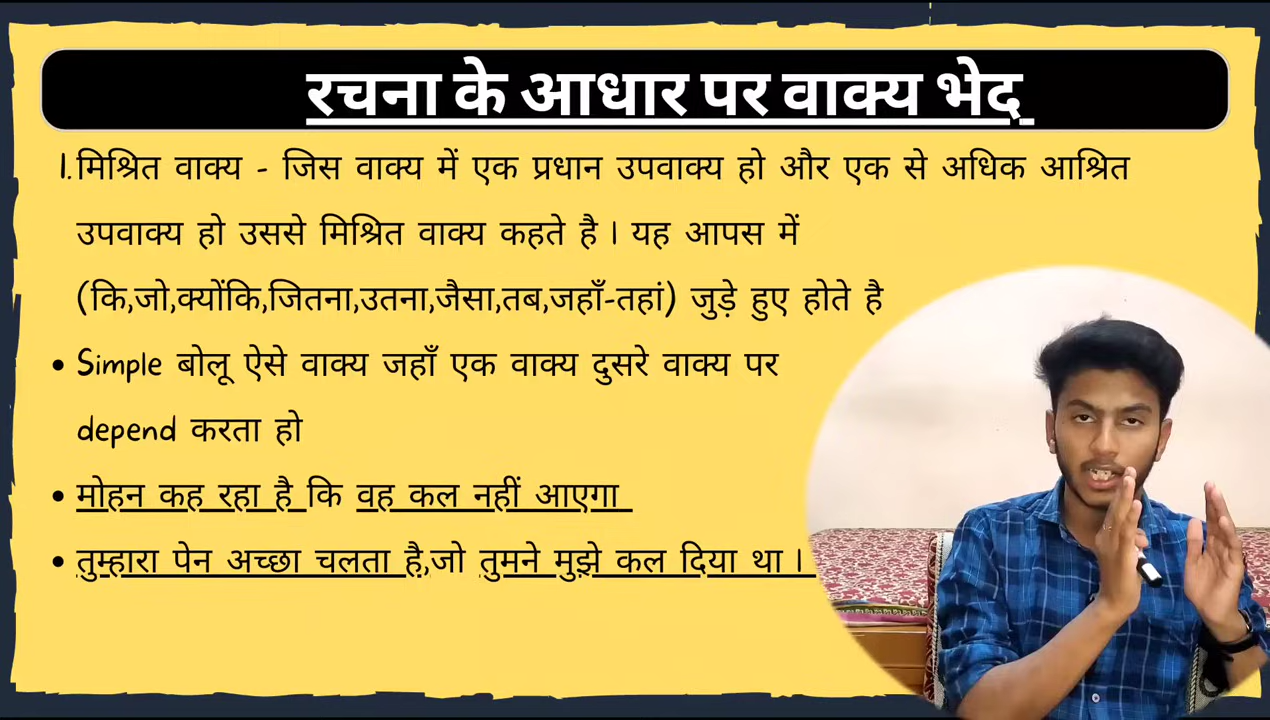 रचना के आधार पर वाक्य भेद
1. मिश्रित वाक्य - जिस वाक्य में एक प्रधान उपवाक्य हो और एक से अधिक आश्रित
उपवाक्य हो उससे मिश्रित वाक्य कहते है । यह आपस में
(कि,जो,क्योंकि,जितना,उतना,जैसा,तब,जहाँ-तहां) जुड़े हुए होते है
• Simple बोलू ऐसे वाक्य जहाँ एक वाक्य दुसरे वाक्य पर
depend करता हो
• मोहन कह रहा है कि वह कल नहीं आएगा
• तुम्हारा पेन अच्छा चलता है,जो तुमने मुझे कल दिया था ।